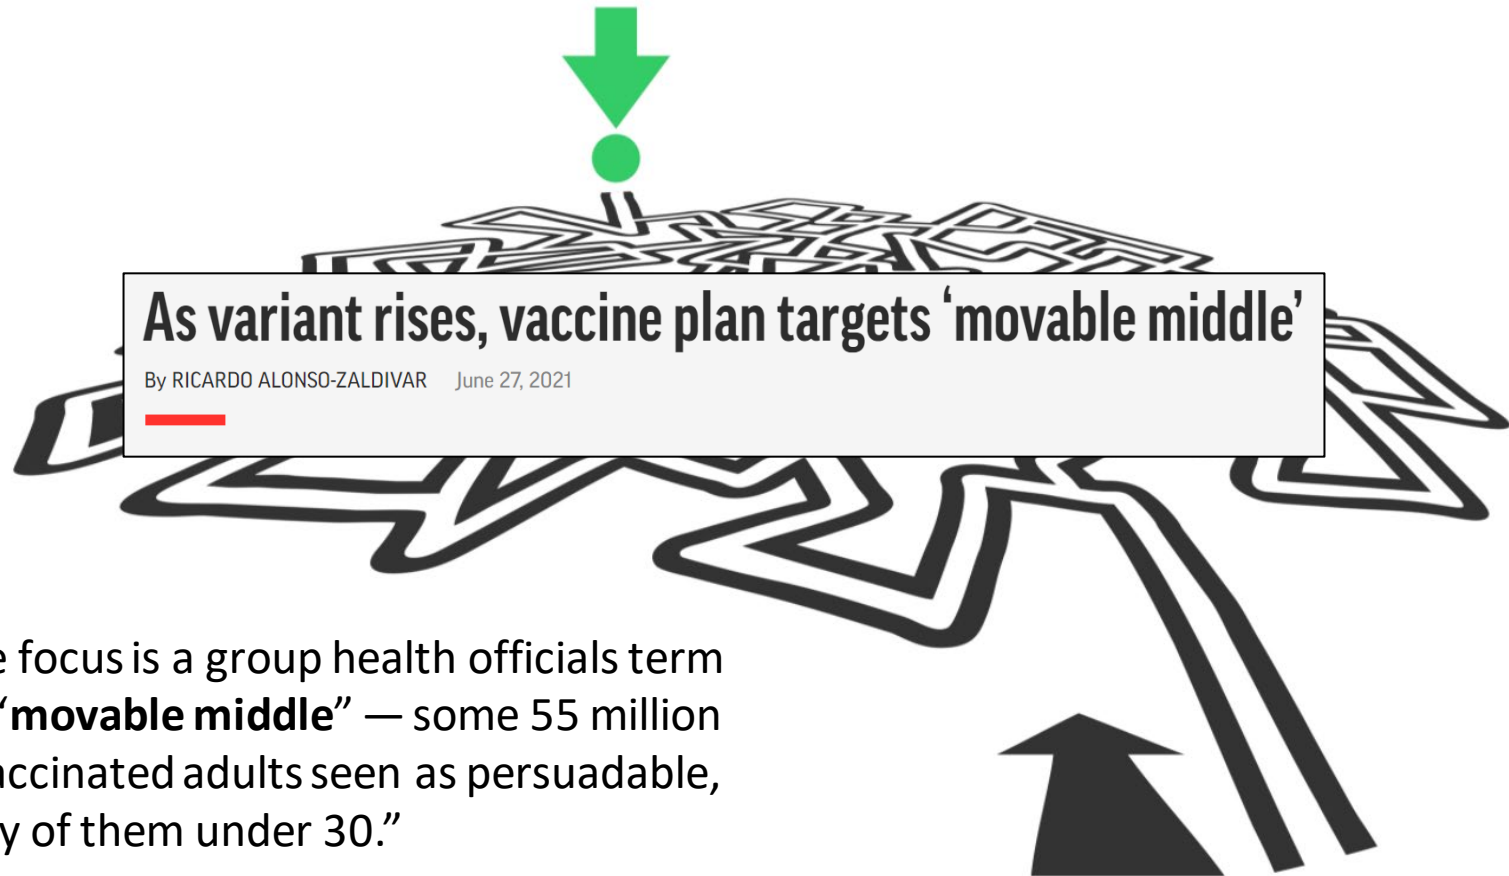 As variant rises, vaccine plan targets ‘movable middle’
By RICARDO ALONSO-ZALDIVAR June 27, 2021
focus is a group health officials term
“movable middle” — some 55 million
adults seen as persuadable,
of them under 30.”